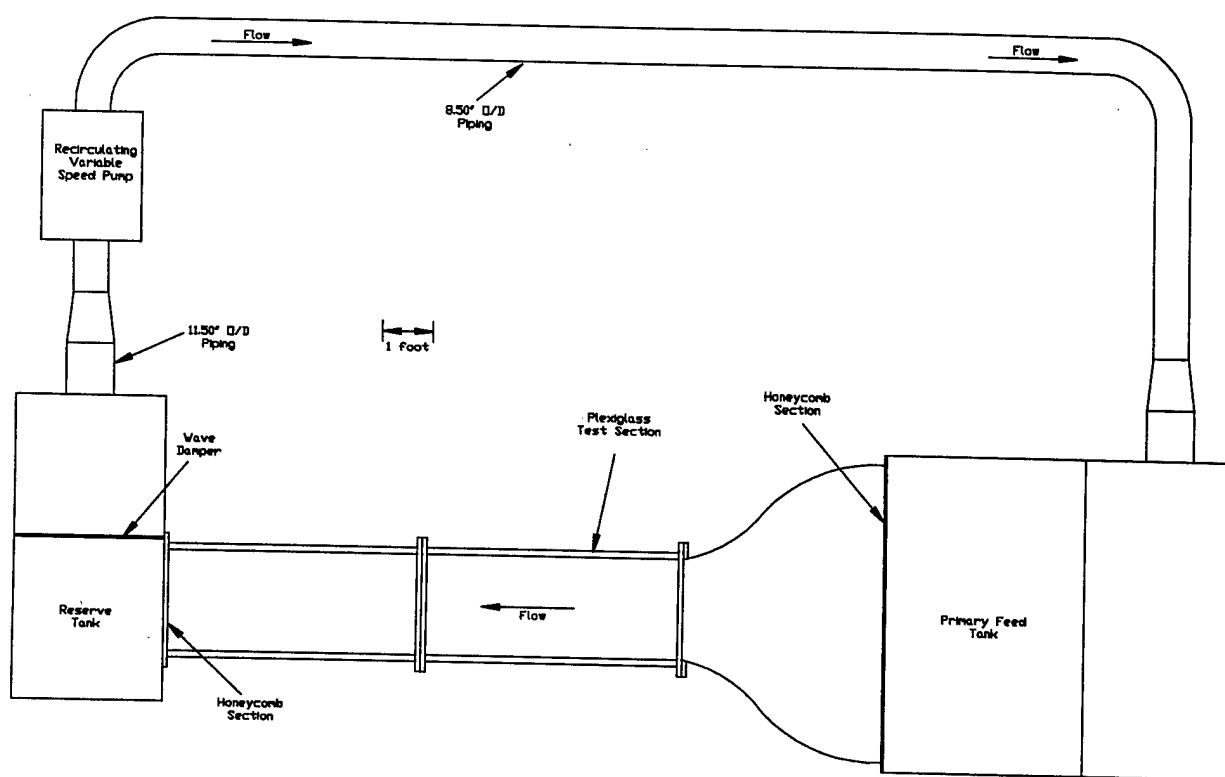 Flow
Flow
8.50" O/D
Piping
Recirculating
Variable
Speed Pump
11.50" O/D
Piping
1 foot
Honeycomb
Section
Plexiglass
Test Section
Wave
Damper
Reserve
Tank
Flow
Primary Feed
Tank
Honeycomb
Section